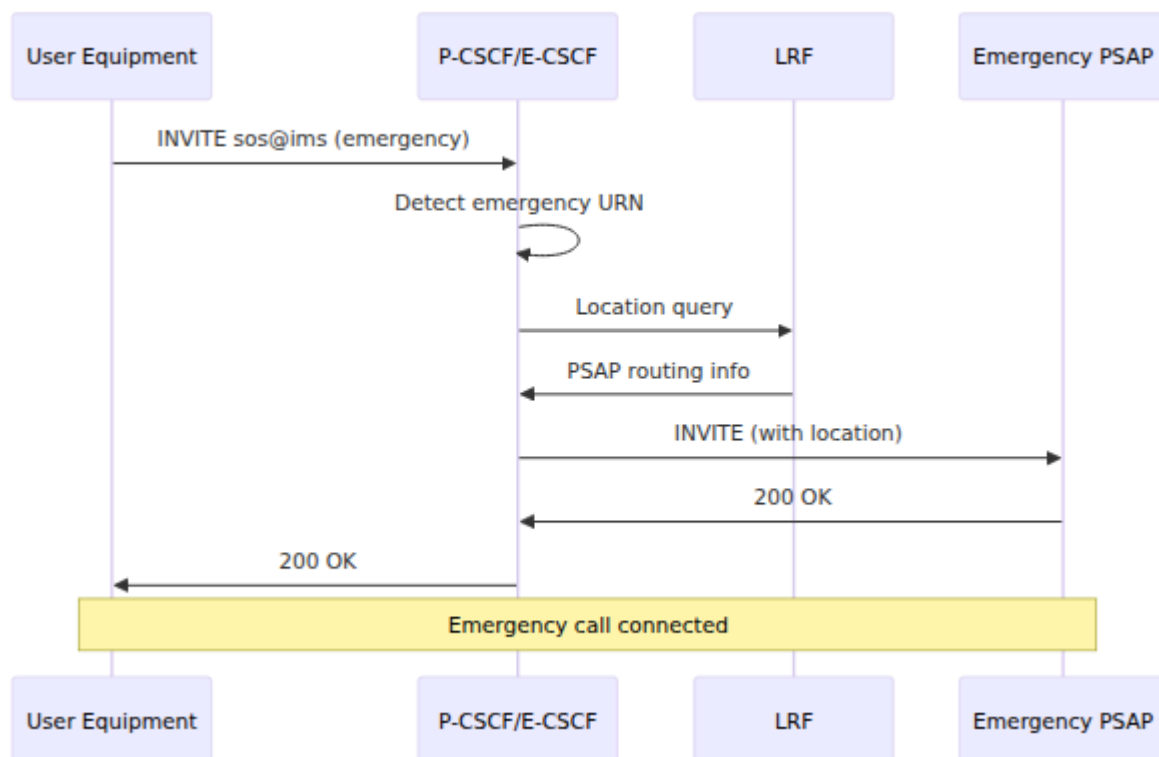 User Equipment
P-CSCF/E-CSCF
LRF
Emergency PSAP
INVITE sos@ims (emergency)
Detect emergency URN
Location query
PSAP routing info
INVITE (with location)
200 OK
200 OK
Emergency call connected
User Equipment
P-CSCF/E-CSCF
LRF
Emergency PSAP